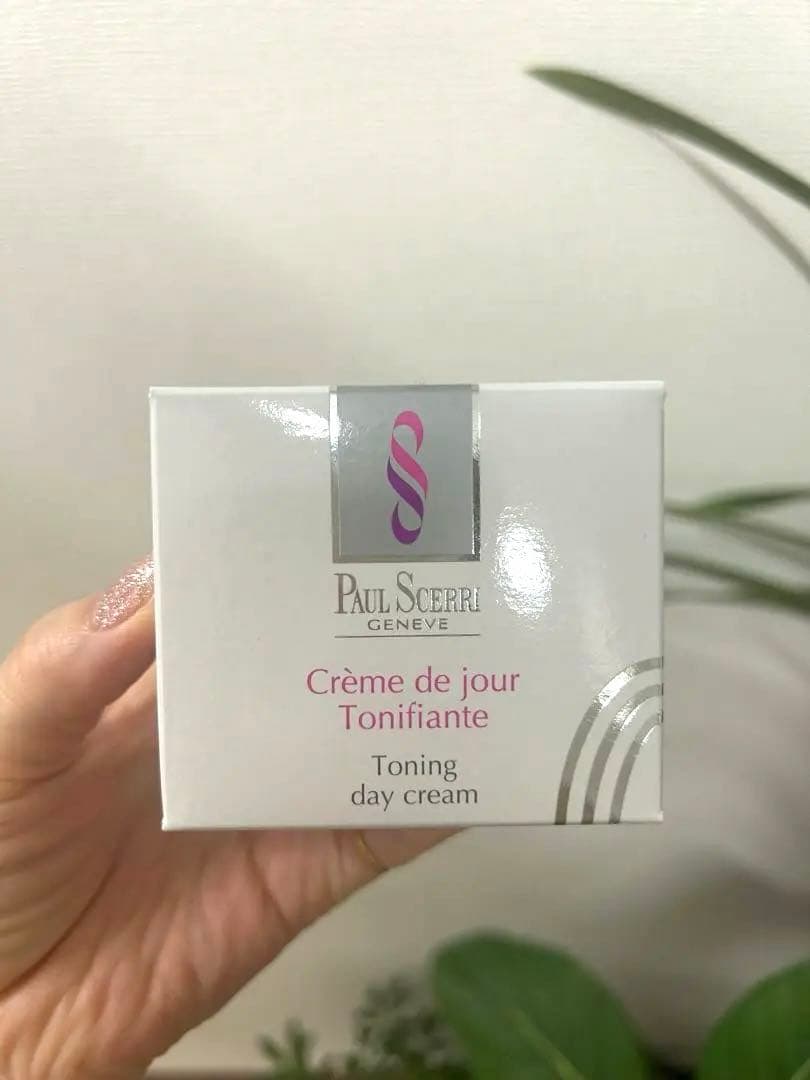 PAUL SCERRI
GENEVE
Crème de jour
Tonifiante
Toning
day cream